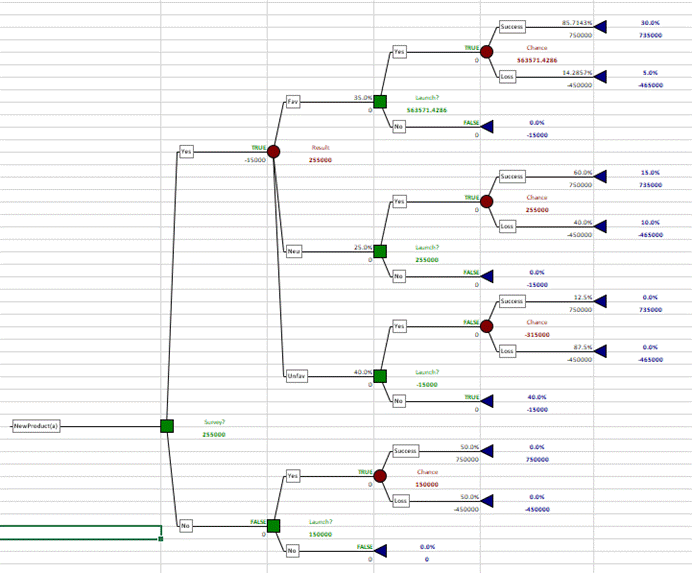 Success 85.7143% 30.0%
750000 735000
Yes TRUE Chance
0 563571.4286
Loss 14.2857% 5.0%
-450000 -465000
Fav 35.0% Launch?
0 563571.4286
No FALSE 0.0%
0 -15000
Yes TRUE Result
-15000 255000
Success 60.0% 15.0%
750000 735000
Yes TRUE Chance
0 255000
Loss 40.0% 10.0%
-450000 -465000
Neu 25.0% Launch?
0 255000
No FALSE 0.0%
0 -15000
Success 12.5% 0.0%
750000 735000
Yes FALSE Chance
0 -315000
Loss 87.5% 0.0%
-450000 -465000
Unfav 40.0% Launch?
0 -15000
No TRUE 40.0%
0 -15000
NewProduct(a) Survey?
255000
Success 50.0% 0.0%
750000 750000
Yes TRUE Chance
0 150000
Loss 50.0% 0.0%
-450000 -450000
No FALSE Launch?
0 150000
No FALSE 0.0%
0 0